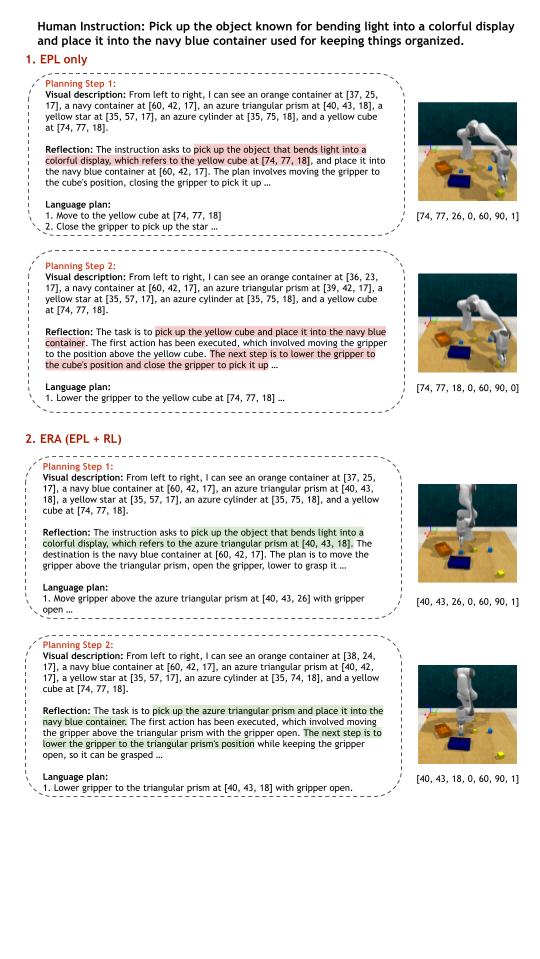 Human Instruction: Pick up the object known for bending light into a colorful display
and place it into the navy blue container used for keeping things organized.
1. EPL only
Planning Step 1:
Visual description: From left to right, I can see an orange container at [37, 25,
17], a navy container at [60, 42, 17], an azure triangular prism at [40, 43, 18], a
yellow star at [35, 57, 17], an azure cylinder at [35, 75, 18], and a yellow cube
at [74, 77, 18].
Reflection: The instruction asks to pick up the object that bends light into a
colorful display, which refers to the yellow cube at [74, 77, 18], and place it into
the navy blue container at [60, 42, 17]. The plan involves moving the gripper to
the cube's position, closing the gripper to pick it up …
Language plan:
1. Move to the yellow cube at [74, 77, 18]
2. Close the gripper to pick up the star …
[74, 77, 26, 0, 60, 90, 1]
Planning Step 2:
Visual description: From left to right, I can see an orange container at [36, 23,
17], a navy container at [60, 42, 17], an azure triangular prism at [39, 42, 17], a
yellow star at [35, 57, 17], an azure cylinder at [35, 75, 18], and a yellow cube
at [74, 77, 18].
Reflection: The task is to pick up the yellow cube and place it into the navy blue
container. The first action has been executed, which involved moving the gripper
to the position above the yellow cube. The next step is to lower the gripper to
the cube's position and close the gripper to pick it up …
Language plan:
1. Lower the gripper to the yellow cube at [74, 77, 18] …
[74, 77, 18, 0, 60, 90, 0]
2. ERA (EPL + RL)
Planning Step 1:
Visual description: From left to right, I can see an orange container at [37, 25,
17], a navy blue container at [60, 42, 17], an azure triangular prism at [40, 43,
18], a yellow star at [35, 57, 17], an azure cylinder at [35, 75, 18], and a yellow
cube at [74, 77, 18].
Reflection: The instruction asks to pick up the object that bends light into a
colorful display, which refers to the azure triangular prism at [40, 43, 18]. The
destination is the navy blue container at [60, 42, 17]. The plan is to move the
gripper above the triangular prism, open the gripper, lower to grasp it …
Language plan:
1. Move gripper above the azure triangular prism at [40, 43, 26] with gripper
open …
[40, 43, 26, 0, 60, 90, 1]
Planning Step 2:
Visual description: From left to right, I can see an orange container at [38, 24,
17], a navy blue container at [60, 42, 17], an azure triangular prism at [40, 42,
17], a yellow star at [35, 57, 17], an azure cylinder at [35, 74, 18], and a yellow
cube at [74, 77, 18].
Reflection: The task is to pick up the azure triangular prism and place it into the
navy blue container. The first action has been executed, which involved moving
the gripper above the triangular prism with the gripper open. The next step is to
lower the gripper to the triangular prism's position while keeping the gripper
open, so it can be grasped …
Language plan:
1. Lower gripper to the triangular prism at [40, 43, 18] with gripper open.
[40, 43, 18, 0, 60, 90, 1]